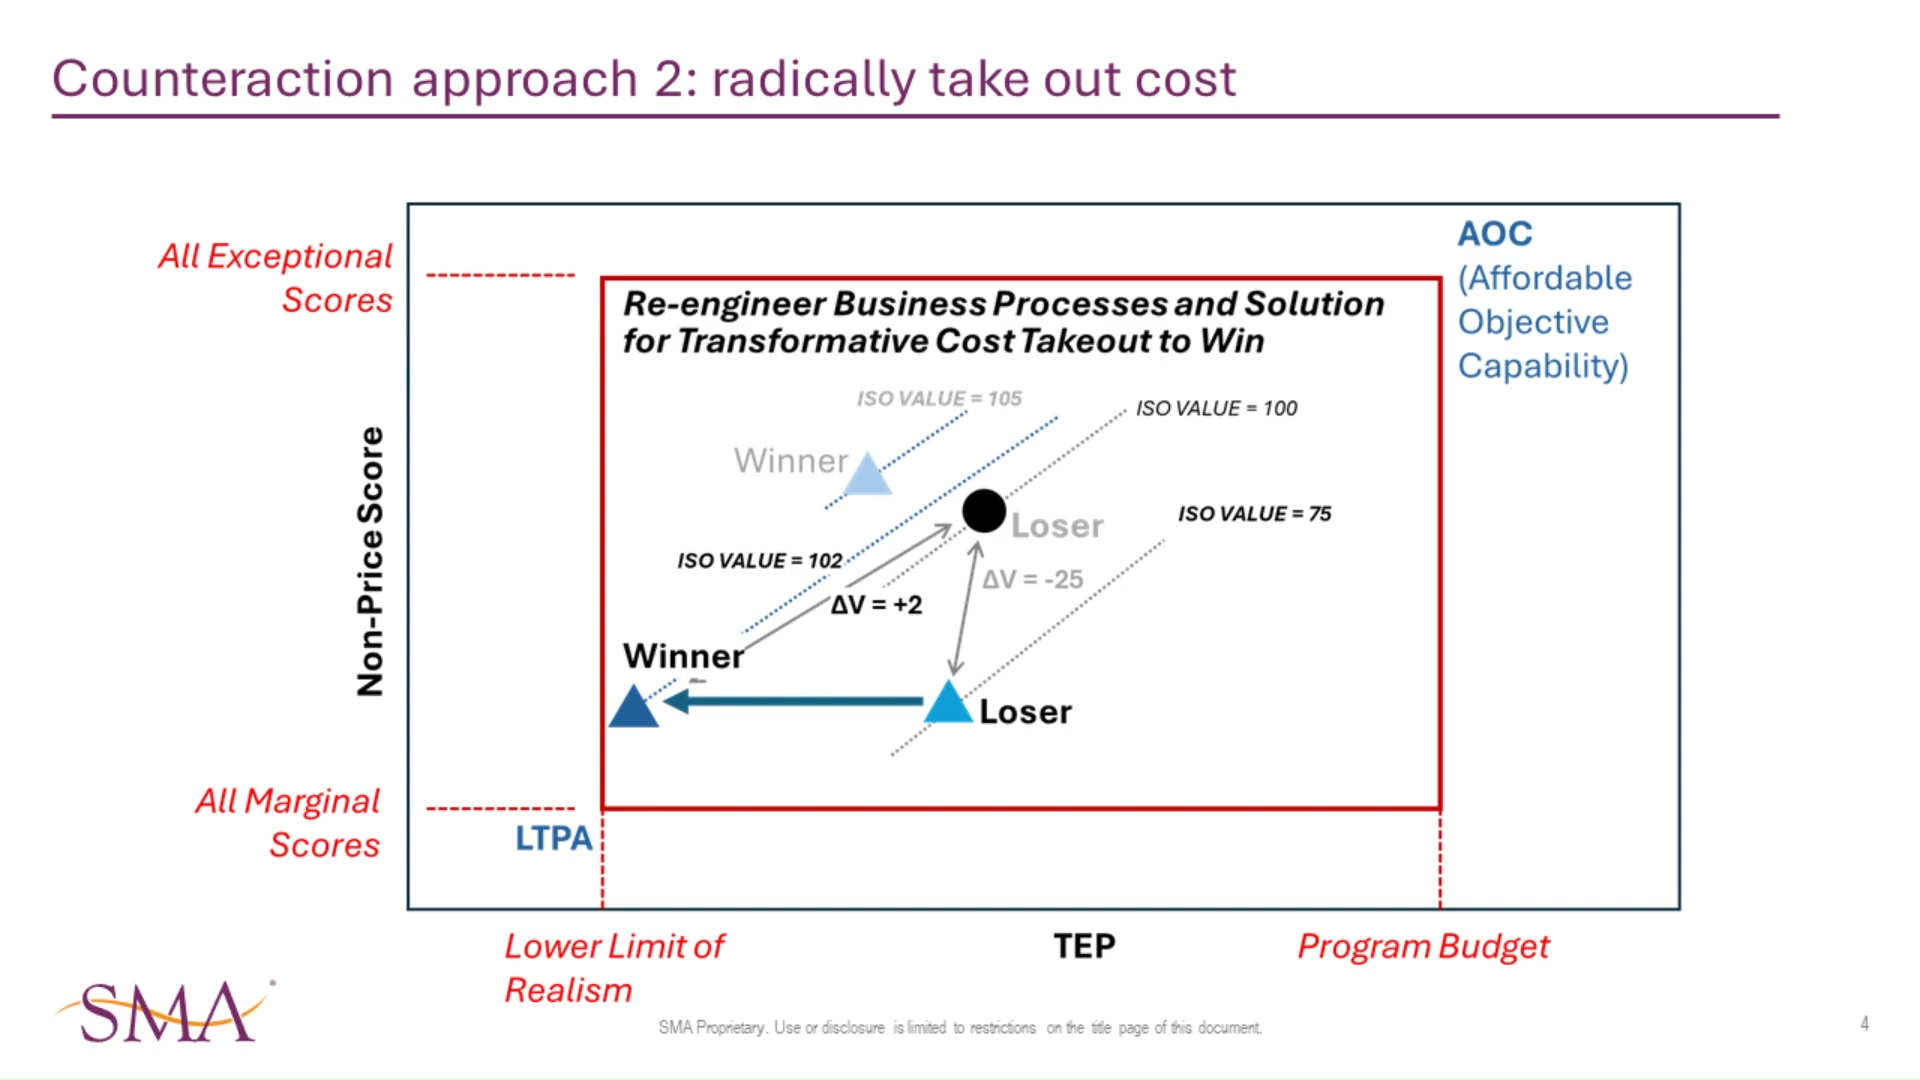 Counteraction approach 2: radically take out cost
All Exceptional
Scores
AOC
(Affordable
Objective
Capability)
Re-engineer Business Processes and Solution
for Transformative Cost Takeout to Win
ISO VALUE = 105
ISO VALUE = 100
Winner
ISO VALUE = 75
Loser
ISO VALUE = 102
ΔV = -25
ΔV = +2
Non-Price Score
Winner
Loser
All Marginal
Scores
LTPA
Lower Limit of
Realism
TEP
Program Budget
SMA®
SMA Proprietary. Use or disclosure is limited to restrictions on the title page of this document.
4